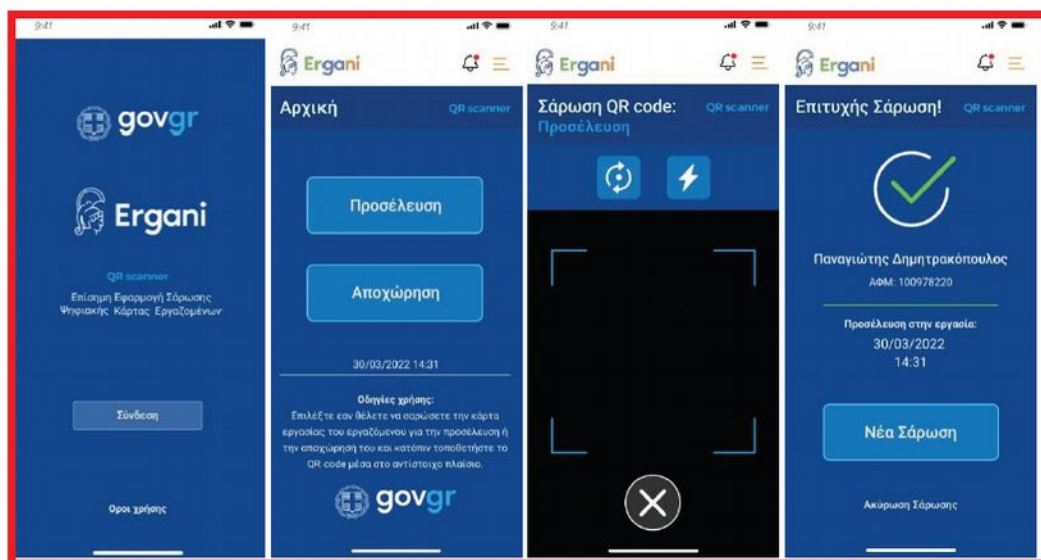 9:41
govgr
Ergani
QR scanner
Επίσημη Εφαρμογή Σάρωσης
Ψηφιακής Κάρτας Εργαζομένων
Σύνδεση
Οροι χρήσης
9:41
Ergani
Αρχική
QR scanner
Προσέλευση
Αποχώρηση
30/03/2022 14:31
Οδηγίες χρήσης:
Επιλέξτε εαν θέλετε να σαρώσετε την κάρτα
εργασίας του εργαζόμενου για την προσέλευση ή
την αποχώρησή του και κατόπιν τοποθετήστε το
QR code μέσα στο αντίστοιχο πλαίσιο.
govgr
9:41
Ergani
Σάρωση QR code:
QR scanner
Προσέλευση
9:41
Ergani
Επιτυχής Σάρωση!
QR scanner
Παναγιώτης Δημητρακόπουλος
ΑΦΜ: 100978220
Προσέλευση στην εργασία:
30/03/2022
14:31
Νέα Σάρωση
Ακύρωση Σάρωσης